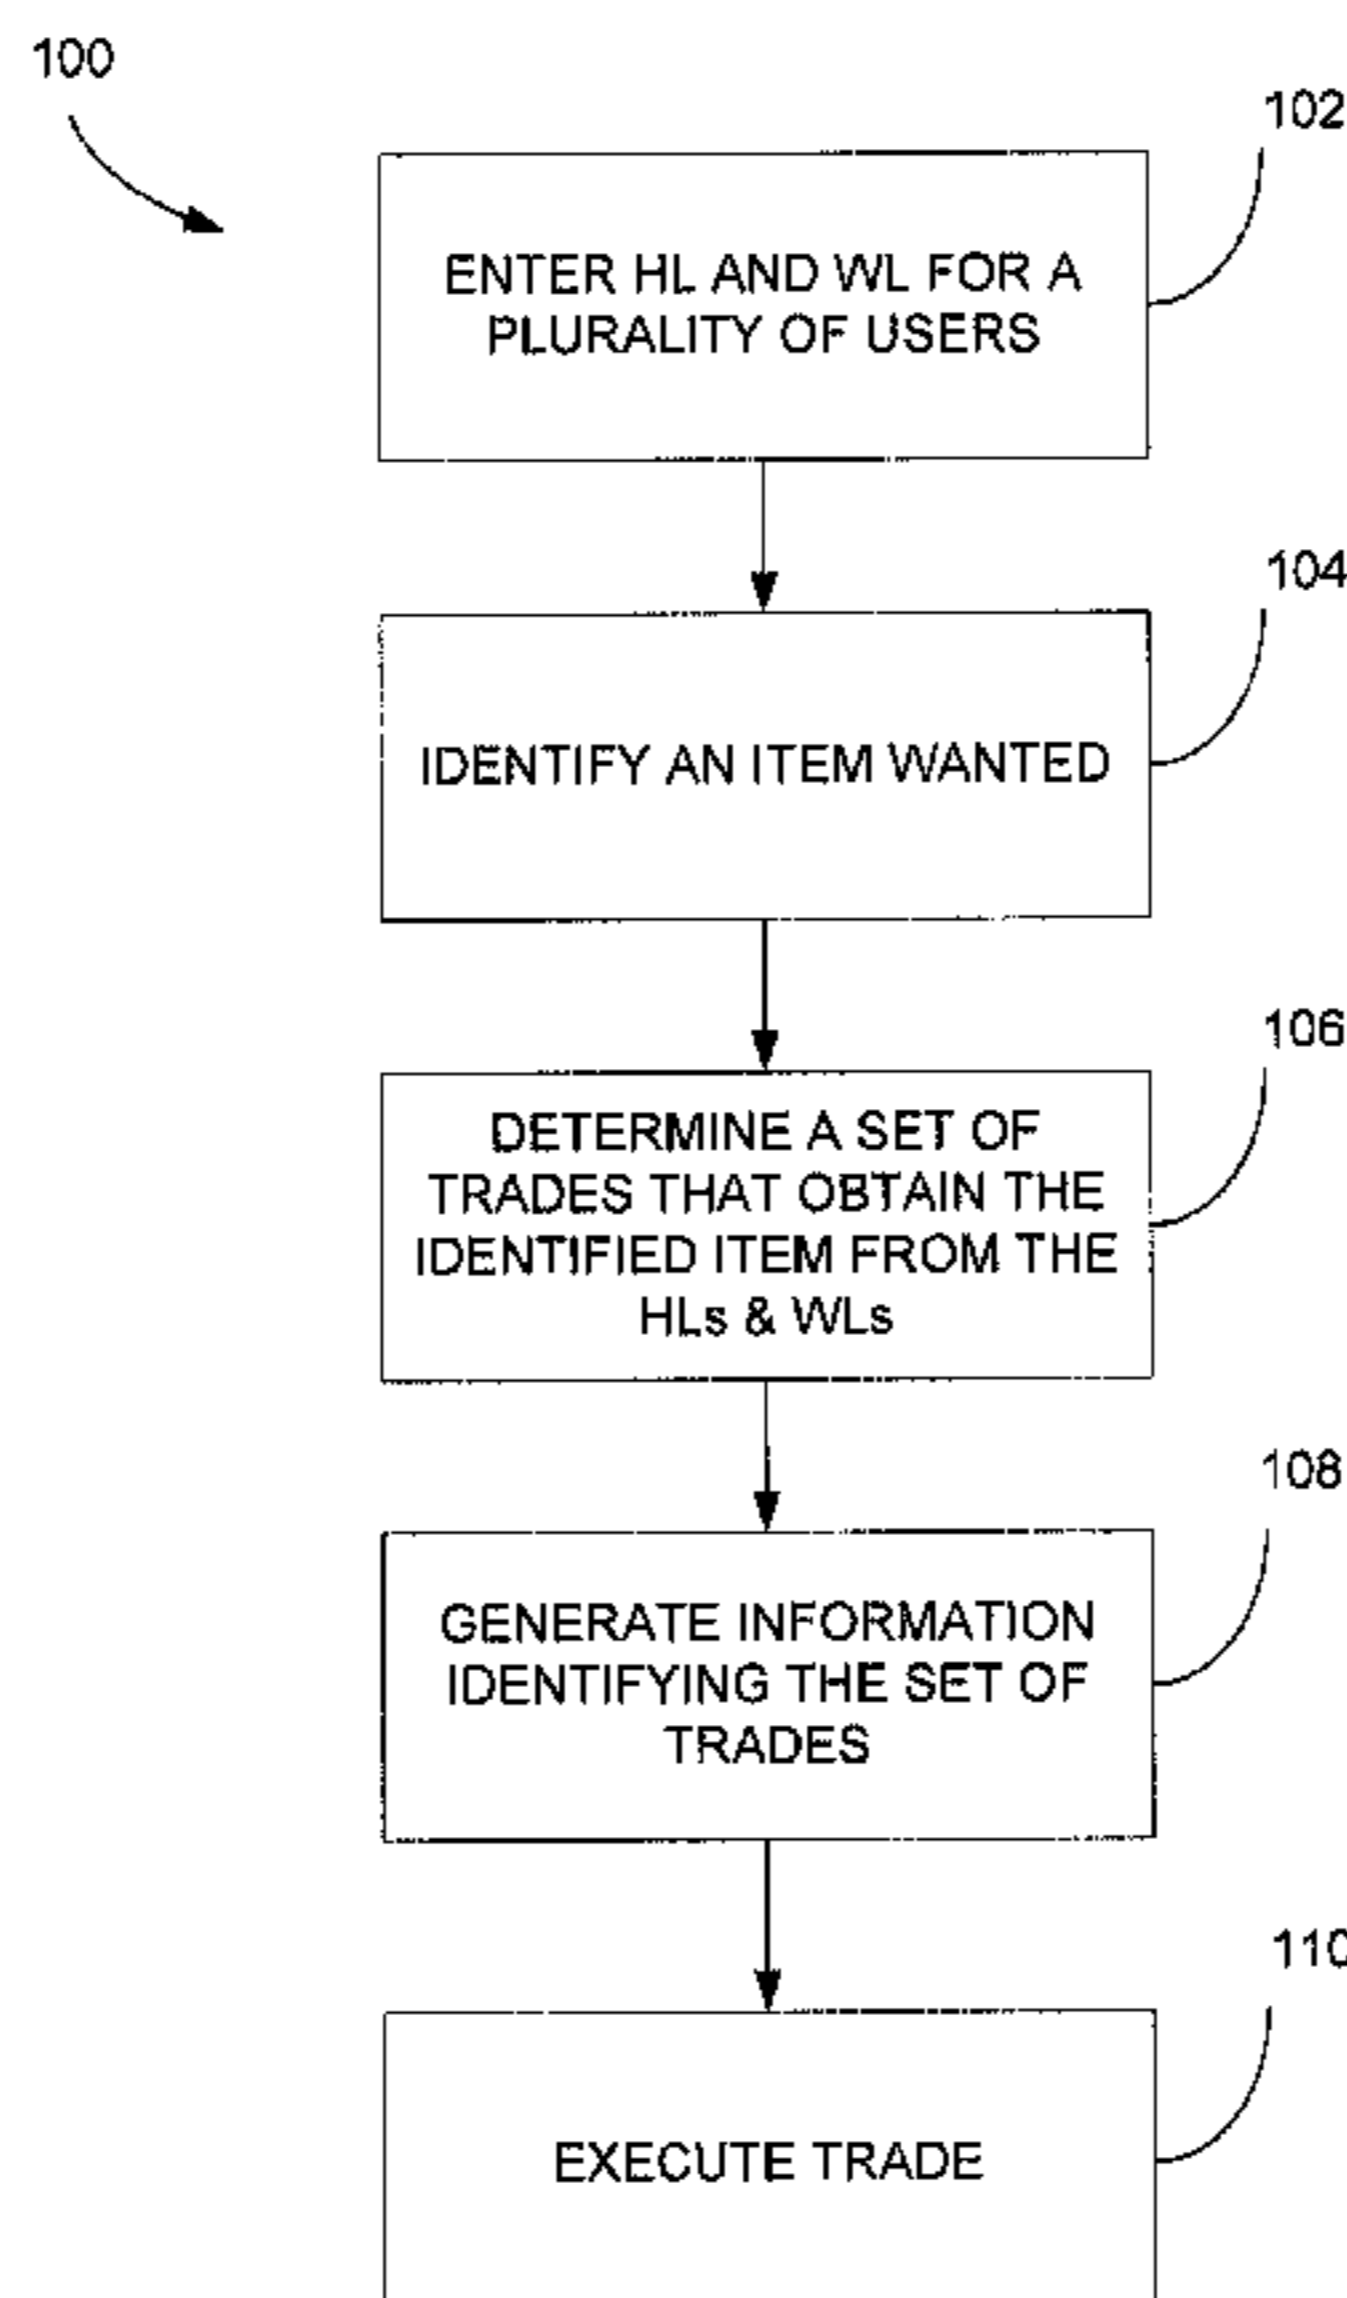 100
102
ENTER HL AND WL FOR A
PLURALITY OF USERS
104
IDENTIFY AN ITEM WANTED
106
DETERMINE A SET OF
TRADES THAT OBTAIN THE
IDENTIFIED ITEM FROM THE
HLs & WLs
108
GENERATE INFORMATION
IDENTIFYING THE SET OF
TRADES
110
EXECUTE TRADE